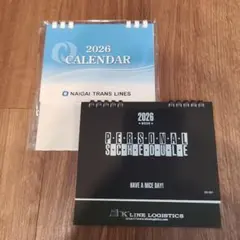 2026
CALENDAR
NAIGAI TRANS LINES
2026
PERSONAL
SCHEDULE
HAVE A NICE DAY!
"K" LINE LOGISTICS